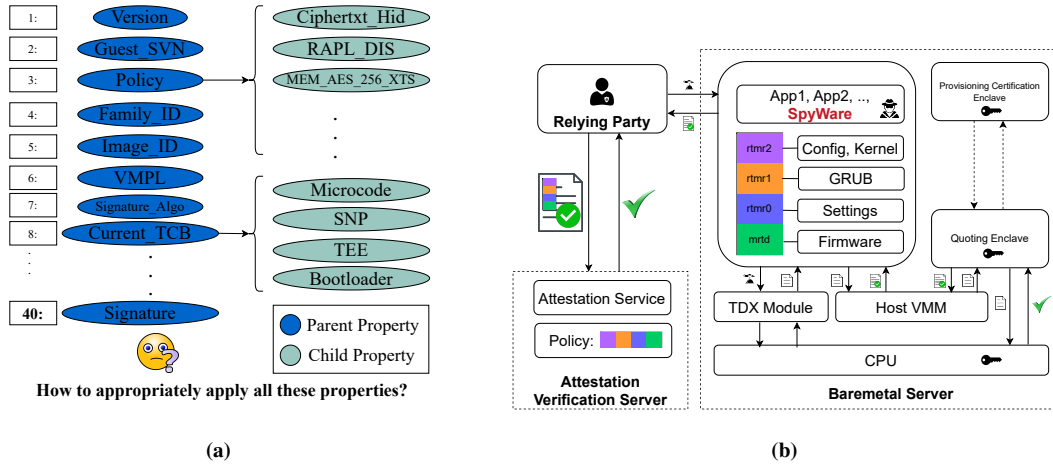 1: Version
2: Guest_SVN
3: Policy
4: Family_ID
5: Image_ID
6: VMPL
7: Signature_Algo
8: Current_TCB
40: Signature
Ciphertxt_Hid
RAPL_DIS
MEM_AES_256_XTS
Microcode
SNP
TEE
Bootloader
Parent Property
Child Property
How to appropriately apply all these properties?
(a)
Relying Party
App1, App2, ..,
SpyWare
rtmr2 Config, Kernel
rtmr1 GRUB
rtmr0 Settings
mrtd Firmware
Provisioning Certification
Enclave
Quoting Enclave
TDX Module
Host VMM
CPU
Baremetal Server
Attestation Service
Policy:
Attestation
Verification Server
(b)